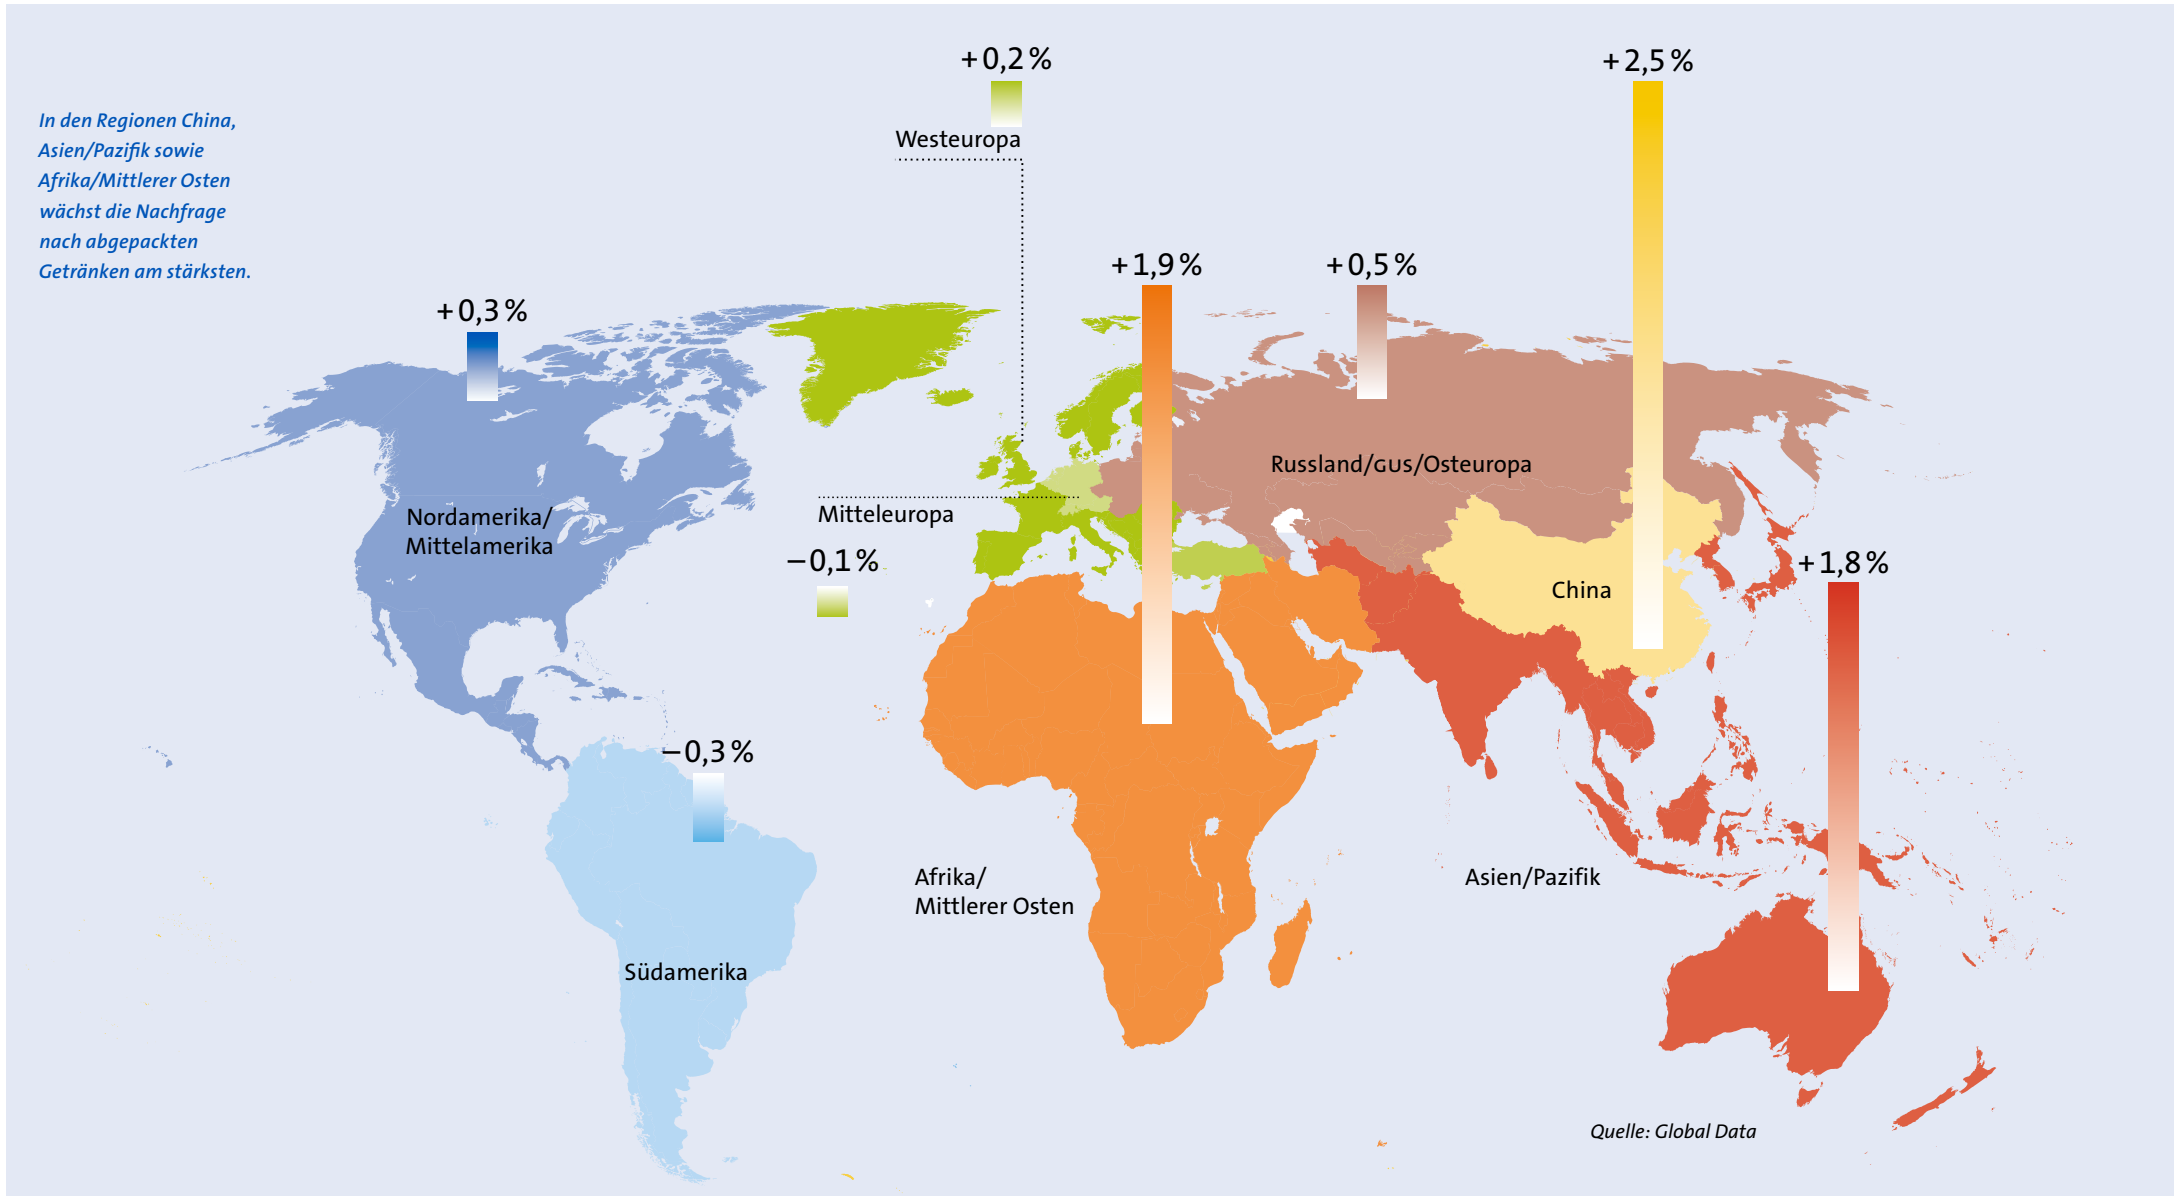 In den Regionen China,
Asien/Pazifik sowie
Afrika/Mittlerer Osten
wächst die Nachfrage
nach abgepackten
Getränken am stärksten.
+0,2 %
Westeuropa
+2,5 %
+1,9 %
+0,5 %
+0,3 %
Russland/GUS/Osteuropa
Nordamerika/
Mittelamerika
Mitteleuropa
−0,1 %
China
+1,8 %
−0,3 %
Afrika/
Mittlerer Osten
Asien/Pazifik
Südamerika
Quelle: Global Data